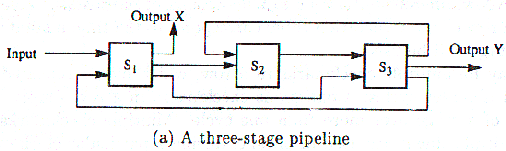 Output X
Input
Output Y
S1
S2
S3
(a) A three-stage pipeline